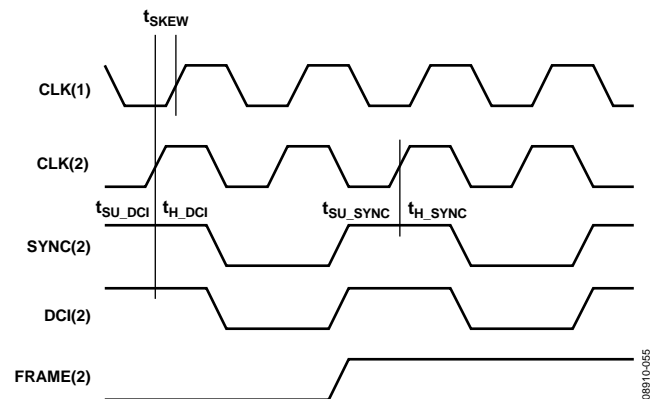 tSKEW
CLK(1)
CLK(2)
tSU_DCI tH_DCI tSU_SYNC tH_SYNC
SYNC(2)
DCI(2)
FRAME(2)
08910-055